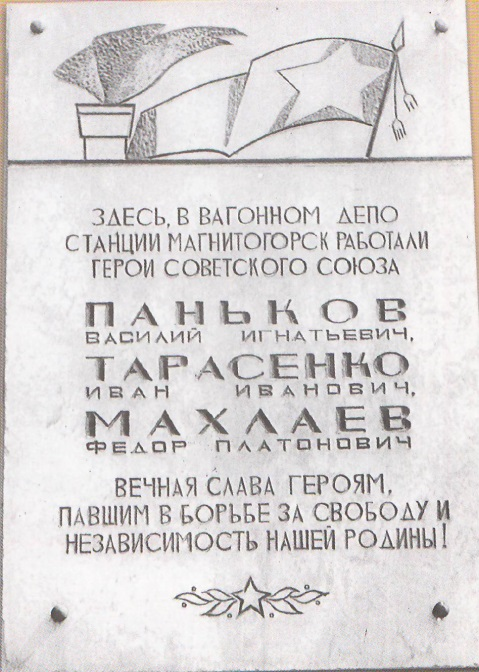 ЗДЕСЬ, В ВАГОННОМ ДЕПО
СТАНЦИИ МАГНИТОГОРСК РАБОТАЛИ
ГЕРОИ СОВЕТСКОГО СОЮЗА
ПАНЬКОВ
ВАСИЛИЙ ИГНАТЬЕВИЧ,
ТАРАСЕНКО
ИВАН ИВАНОВИЧ,
МАХЛАЕВ
ФЕДОР ПЛАТОНОВИЧ
ВЕЧНАЯ СЛАВА ГЕРОЯМ,
ПАВШИМ В БОРЬБЕ ЗА СВОБОДУ И
НЕЗАВИСИМОСТЬ НАШЕЙ РОДИНЫ!